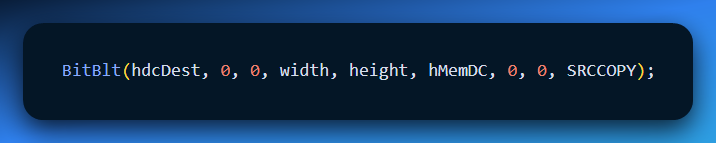 BitBlt(hdcDest, 0, 0, width, height, hMemDC, 0, 0, SRCCOPY);